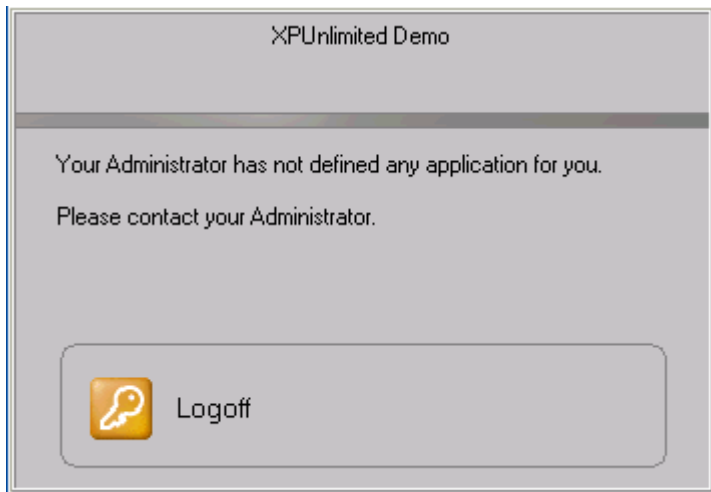 XPUnlimited Demo
Your Administrator has not defined any application for you.
Please contact your Administrator.
Logoff